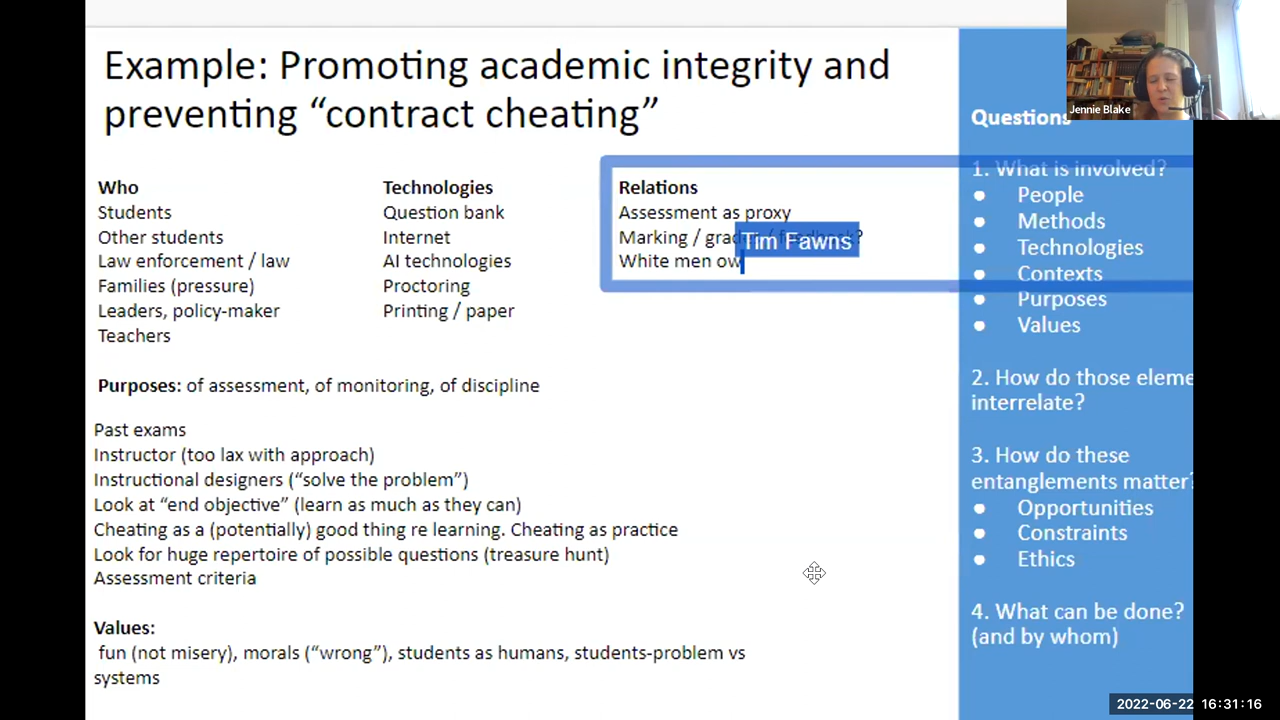 Example: Promoting academic integrity and
preventing “contract cheating”
Jennie Blake
Who
Students
Other students
Law enforcement / law
Families (pressure)
Leaders, policy-maker
Teachers
Technologies
Question bank
Internet
AI technologies
Proctoring
Printing / paper
Relations
Assessment as proxy
Marking / grades / feedback?
White men ow
Tim Fawns
Purposes: of assessment, of monitoring, of discipline
Past exams
Instructor (too lax with approach)
Instructional designers (“solve the problem”)
Look at “end objective” (learn as much as they can)
Cheating as a (potentially) good thing re learning. Cheating as practice
Look for huge repertoire of possible questions (treasure hunt)
Assessment criteria
Values:
fun (not misery), morals (“wrong”), students as humans, students-problem vs
systems
Questions
1. What is involved?
● People
● Methods
● Technologies
● Contexts
● Purposes
● Values
2. How do those eleme
interrelate?
3. How do these
entanglements matter?
● Opportunities
● Constraints
● Ethics
4. What can be done?
(and by whom)
2022-06-22 16:31:16